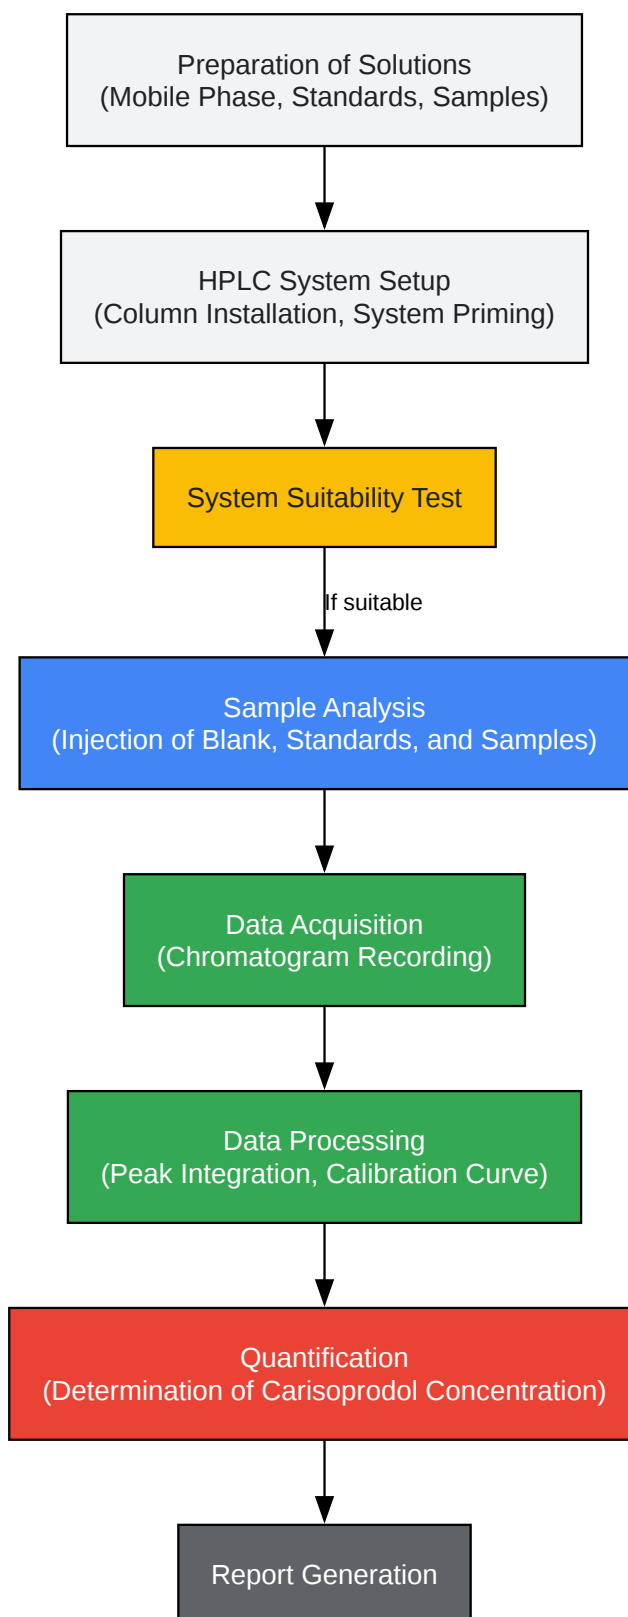 Preparation of Solutions
(Mobile Phase, Standards, Samples)
HPLC System Setup
(Column Installation, System Priming)
System Suitability Test
If suitable
Sample Analysis
(Injection of Blank, Standards, and Samples)
Data Acquisition
(Chromatogram Recording)
Data Processing
(Peak Integration, Calibration Curve)
Quantification
(Determination of Carisoprodol Concentration)
Report Generation